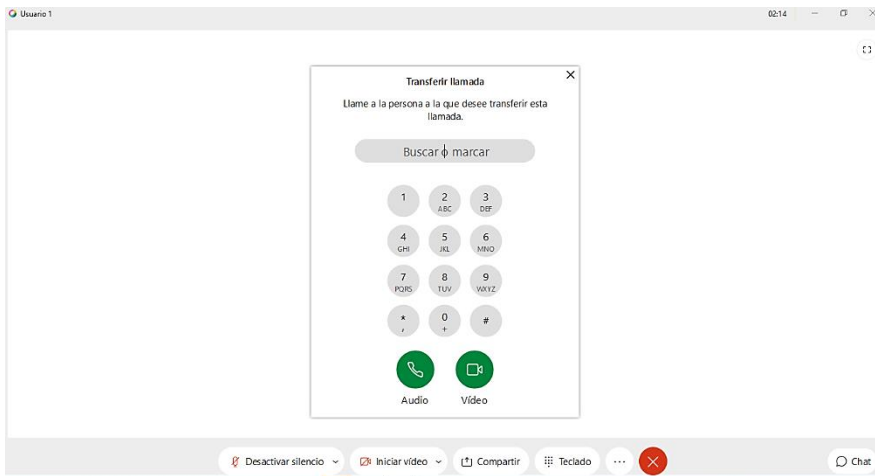 Usuario 1
02:14
Transferir llamada
Llame a la persona a la que desee transferir esta
llamada.
Buscar o marcar
1
2
3
ABC
DEF
4
5
6
GHI
JKL
MNO
7
8
9
PQRS
TUV
WXYZ
*
0
#
,
+
Audio
Vídeo
Desactivar silencio
Iniciar vídeo
Compartir
Teclado
...
Chat